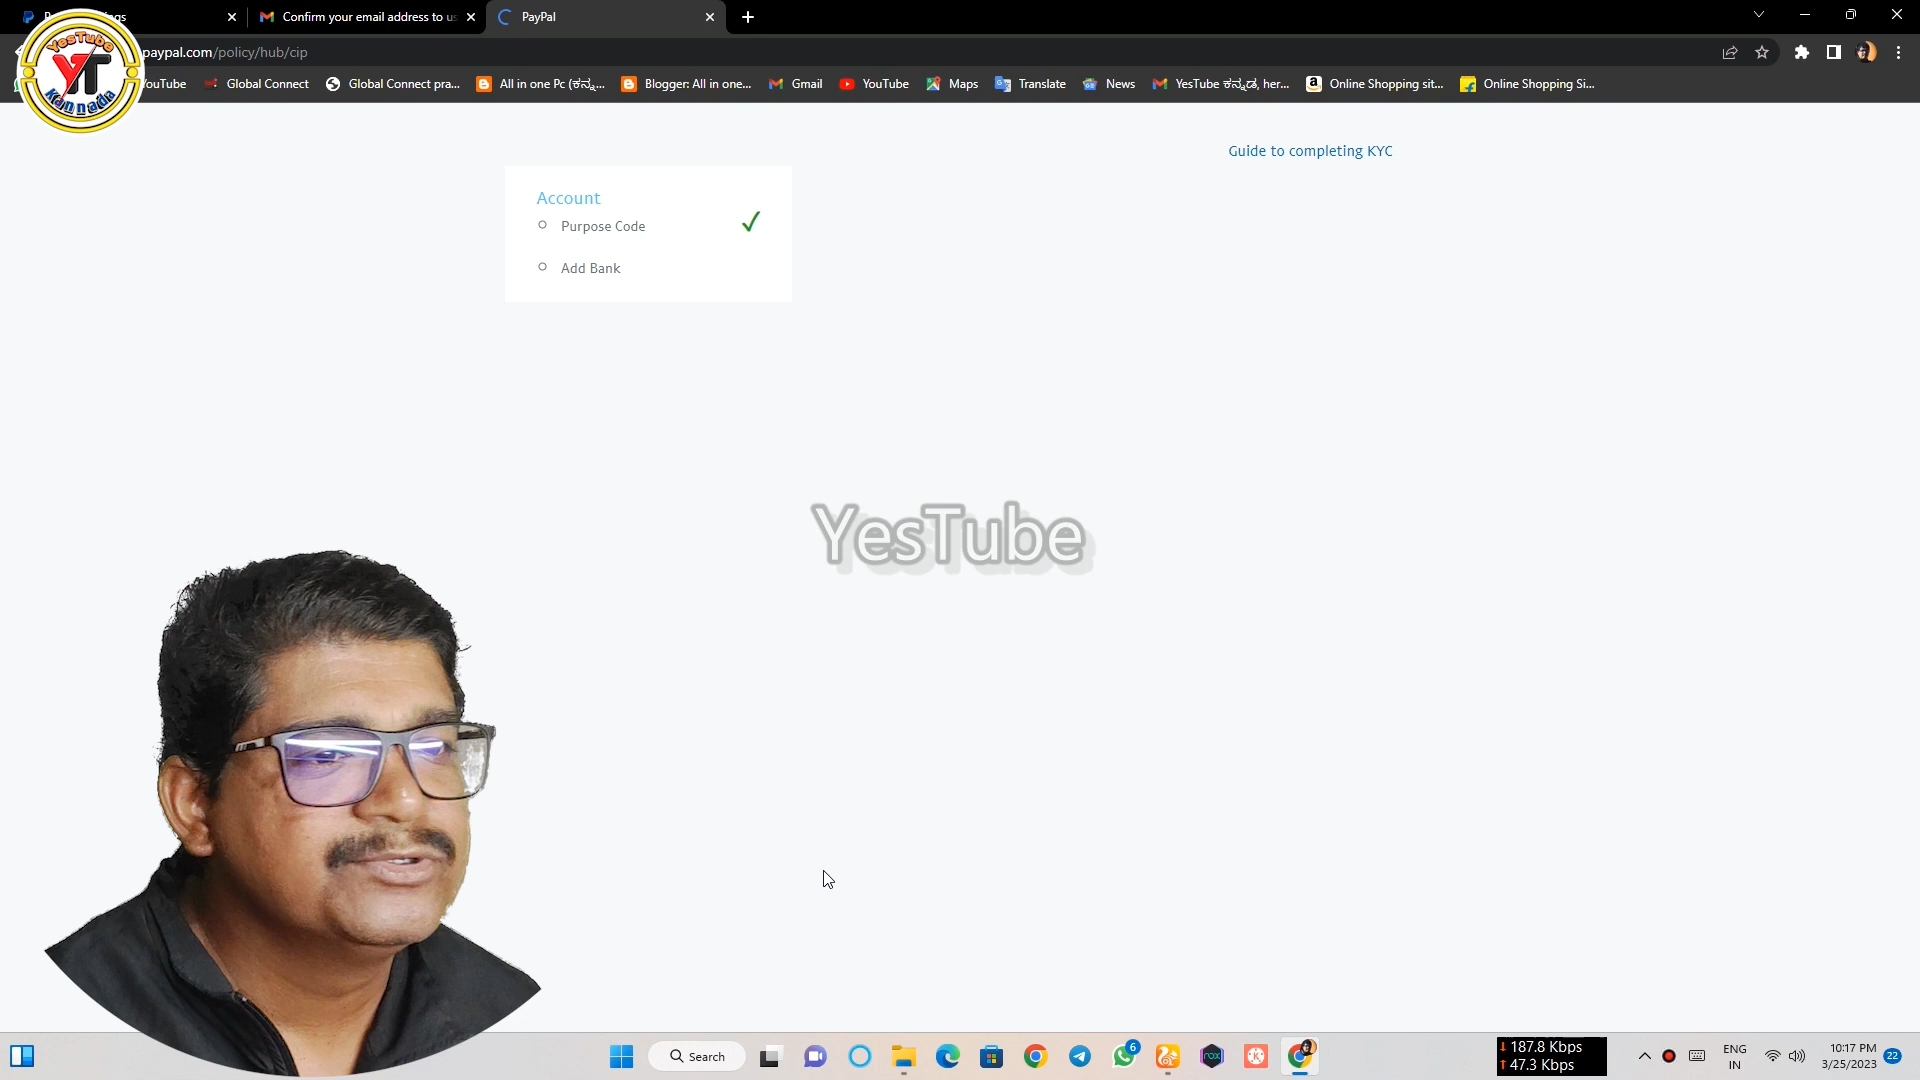 Confirm your email address to us
PayPal
YesTube
YT
Kannada
paypal.com/policy/hub/cip
YouTube
Global Connect
Global Connect pra...
All in one Pc (ಕನ್ನ...
Blogger: All in one...
Gmail
YouTube
Maps
Translate
News
YesTube ಕನ್ನಡ, her...
Online Shopping sit...
Online Shopping Si...
Guide to completing KYC
Account
Purpose Code
Add Bank
YesTube
Search
6
187.8 Kbps
47.3 Kbps
ENG
IN
10:17 PM
3/25/2023
22